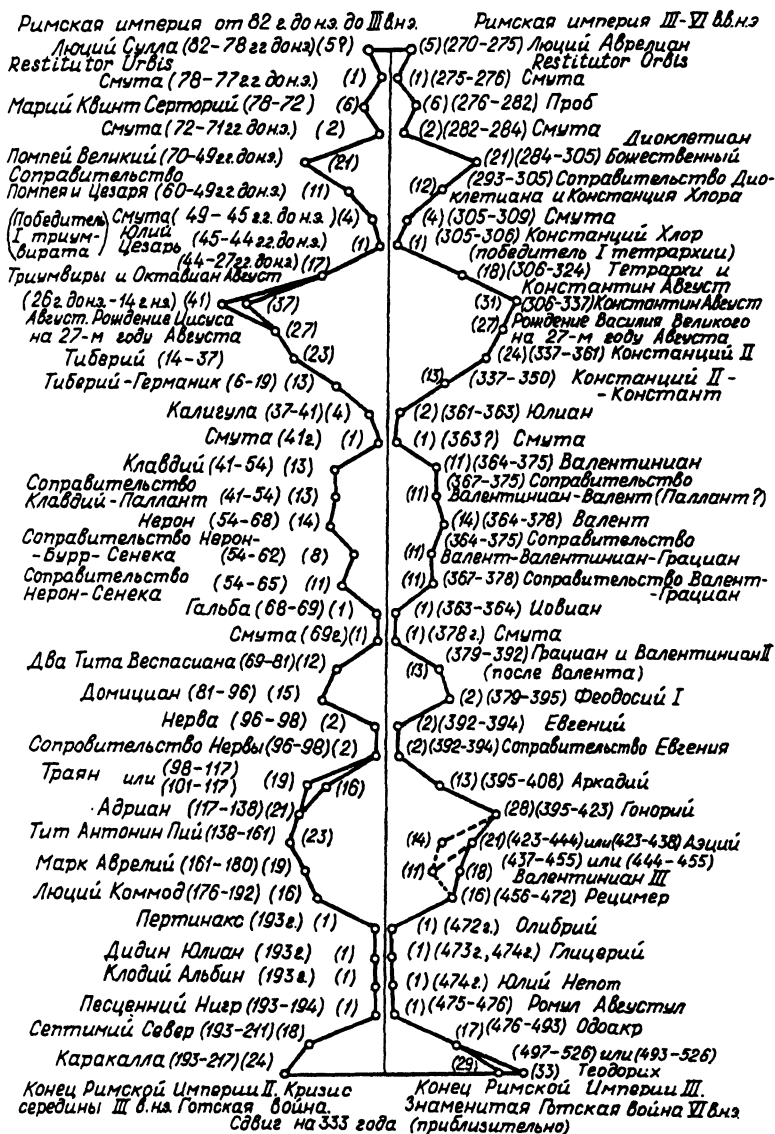 Римская империя от 82 г. до н.э. до III в н.э.
Люций Сулла (82-78 гг до н.э) (5?)
Restitutor Urbis
Смута (78-77 г.г. до н.э.) (1)
Марий Квинт Серторий (78-72) (6)
Смута (72-71 гг. до н.э.) (2)
Помпей Великий (70-49 гг. до н.э.) (21)
Соправительство
Помпея и Цезаря (60-49 гг. до н.э.) (11)
(Победитель I триумвирата) Смута (49-45 г.г. до н.э.) (4)
Юлий Цезарь (45-44 гг. до н.э.) (1)
(44-27 гг. до н.э.) (17)
Триумвиры и Октавиан Август
(26 г. до н.э.-14 г. н.э) (41) (37)
Август. Рождение Иисуса
на 27-м году Августа (27)
Тиберий (14-37) (23)
Тиберий-Германик (6-19) (13)
Калигула (37-41) (4)
Смута (41 г.) (1)
Клавдий (41-54) (13)
Соправительство
Клавдий-Паллант (41-54) (13)
Нерон (54-68) (14)
Соправительство Нерон-
-Бурр-Сенека (54-62) (8)
Соправительство (54-65) (11)
Нерон-Сенека
Гальба (68-69) (1)
Смута (69 г.) (1)
Два Тита Веспасиана (69-81) (12)
Домициан (81-96) (15)
Нерва (96-98) (2)
Сопровительство Нервы (96-98) (2)
Траян или (98-117) (101-117) (19) (16)
Адриан (117-138) (21)
Тит Антонин Пий (138-161) (23)
Марк Аврелий (161-180) (19)
Люций Коммод (176-192) (16)
Пертинакс (193 г.) (1)
Дидин Юлиан (193 г.) (1)
Клодий Альбин (193 г.) (1)
Песценний Нигр (193-194) (1)
Септимий Север (193-211) (18)
Каракалла (193-217) (24)
Конец Римской Империи II. Кризис
середины III в. н.э. Готская война.
Римская империя III-VI в.в. н.э
(5) (270-275) Люций Аврелиан
Restitutor Orbis
(1) (275-276) Смута
(6) (276-282) Проб
(2) (282-284) Смута
Диоклетиан
(21) (284-305) Божественный
(12) (293-305) Соправительство Дио-
клетиана и Констанция Хлора
(4) (305-309) Смута
(1) (305-306) Констанций Хлор
(победитель I тетрархии)
(18) (306-324) Тетрархи и
Константин Август
(31) (306-337) Константин Август
(27) Рождение Василия Великого
на 27-м году Августа
(24) (337-361) Констанций II
(13) (337-350) Констанций II -
- Констант
(2) (361-363) Юлиан
(1) (363?) Смута
(11) (364-375) Валентиниан
(367-375) Соправительство
(11) Валентиниан-Валент (Паллант?)
(14) (364-378) Валент
(364-375) Соправительство
(11) Валент-Валентиниан-Грациан
(11) (367-378) Соправительство Валент-
-Грациан
(1) (363-364) Иовиан
(1) (378 г.) Смута
(379-392) Грациан и Валентиниан II
(13) (после Валента)
(2) (379-395) Феодосий I
(2) (392-394) Евгений
(2) (392-394) Соправительство Евгения
(13) (395-408) Аркадий
(28) (395-423) Гонорий
(14) (21) (423-444) или (423-438) Аэций
(437-455) или (444-455)
(11) (18) Валентиниан III
(16) (456-472) Рецимер
(1) (472 г.) Олибрий
(1) (473 г., 474 г.) Глицерий
(1) (474 г.) Юлий Непот
(1) (475-476) Ромул Августул
(17) (476-493) Одоакр
(497-526) или (493-526)
(29) (33) Теодорих
Конец Римской Империи III.
Знаменитая Готская война VI в н.э.
Сдвиг на 333 года (приблизительно)